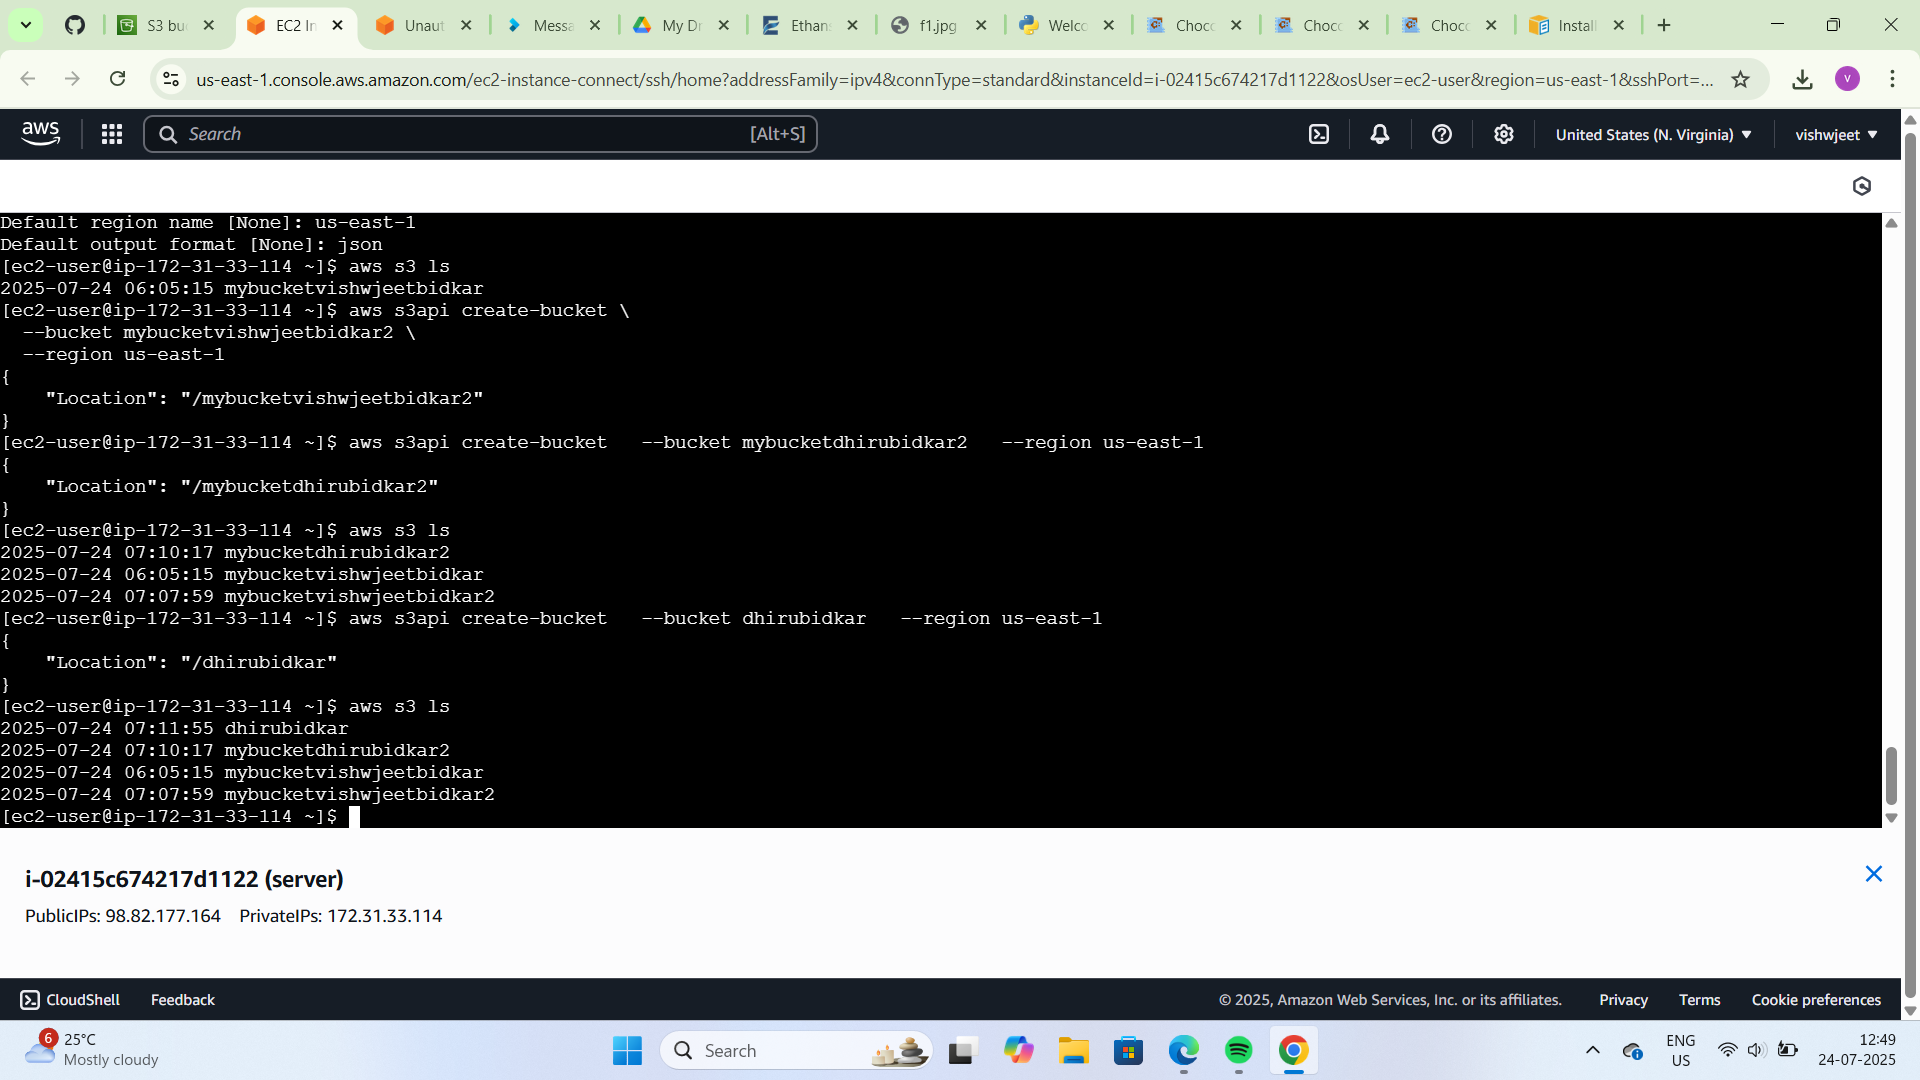 S3 bu
EC2 In
Unaut
Messa
My Dr
Ethans
f1.jpg
Welco
Choco
Choco
Choco
Install
us-east-1.console.aws.amazon.com/ec2-instance-connect/ssh/home?addressFamily=ipv4&connType=standard&instanceId=i-02415c674217d1122&osUser=ec2-user&region=us-east-1&sshPort=...
V
aws
Search
[Alt+S]
United States (N. Virginia)
vishwjeet
Default region name [None]: us-east-1
Default output format [None]: json
[ec2-user@ip-172-31-33-114 ~]$ aws s3 ls
2025-07-24 06:05:15 mybucketvishwjeetbidkar
[ec2-user@ip-172-31-33-114 ~]$ aws s3api create-bucket \
  --bucket mybucketvishwjeetbidkar2 \
  --region us-east-1
{
    "Location": "/mybucketvishwjeetbidkar2"
}
[ec2-user@ip-172-31-33-114 ~]$ aws s3api create-bucket   --bucket mybucketdhirubidkar2   --region us-east-1
{
    "Location": "/mybucketdhirubidkar2"
}
[ec2-user@ip-172-31-33-114 ~]$ aws s3 ls
2025-07-24 07:10:17 mybucketdhirubidkar2
2025-07-24 06:05:15 mybucketvishwjeetbidkar
2025-07-24 07:07:59 mybucketvishwjeetbidkar2
[ec2-user@ip-172-31-33-114 ~]$ aws s3api create-bucket   --bucket dhirubidkar   --region us-east-1
{
    "Location": "/dhirubidkar"
}
[ec2-user@ip-172-31-33-114 ~]$ aws s3 ls
2025-07-24 07:11:55 dhirubidkar
2025-07-24 07:10:17 mybucketdhirubidkar2
2025-07-24 06:05:15 mybucketvishwjeetbidkar
2025-07-24 07:07:59 mybucketvishwjeetbidkar2
[ec2-user@ip-172-31-33-114 ~]$
i-02415c674217d1122 (server)
PublicIPs: 98.82.177.164    PrivateIPs: 172.31.33.114
CloudShell
Feedback
© 2025, Amazon Web Services, Inc. or its affiliates.
Privacy
Terms
Cookie preferences
6
25°C
Mostly cloudy
Search
ENG
US
12:49
24-07-2025